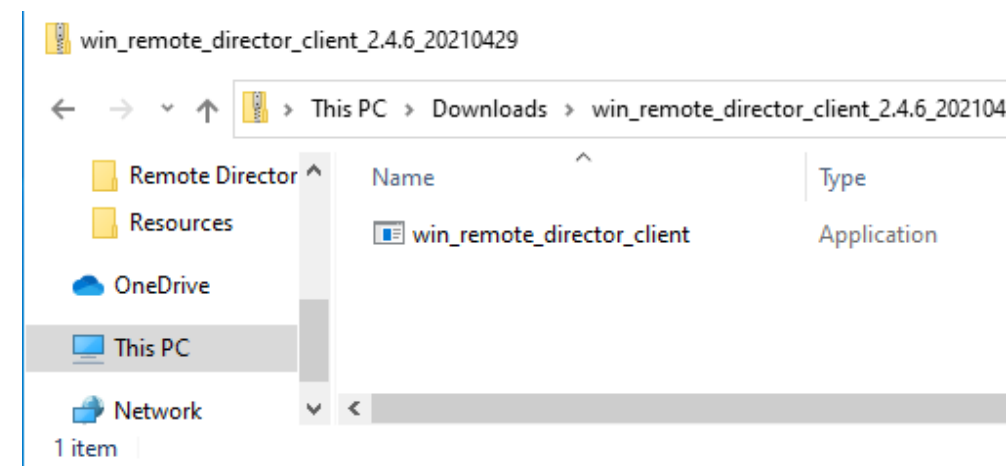 win_remote_director_client_2.4.6_20210429
This PC > Downloads > win_remote_director_client_2.4.6_202104
Remote Director
Name
Type
Resources
win_remote_director_client
Application
OneDrive
This PC
Network
1 item